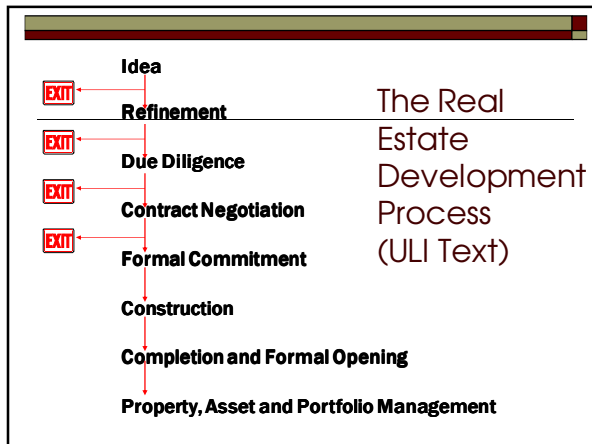 Idea
EXIT
Refinement
EXIT
Due Diligence
EXIT
Contract Negotiation
EXIT
Formal Commitment
Construction
Completion and Formal Opening
Property, Asset and Portfolio Management
The Real
Estate
Development
Process
(ULI Text)